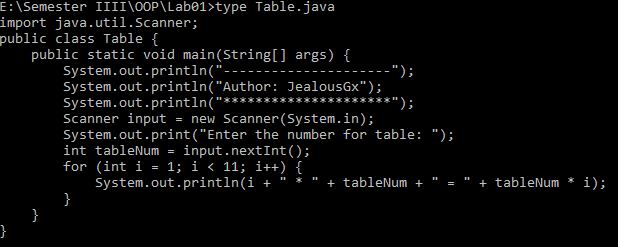 E:\Semester IIII\OOP\Lab01>type Table.java
import java.util.Scanner;
public class Table {
    public static void main(String[] args) {
        System.out.println("---------------------");
        System.out.println("Author: JealousGx");
        System.out.println("*********************");
        Scanner input = new Scanner(System.in);
        System.out.print("Enter the number for table: ");
        int tableNum = input.nextInt();
        for (int i = 1; i < 11; i++) {
            System.out.println(i + " * " + tableNum + " = " + tableNum * i);
        }
    }
}